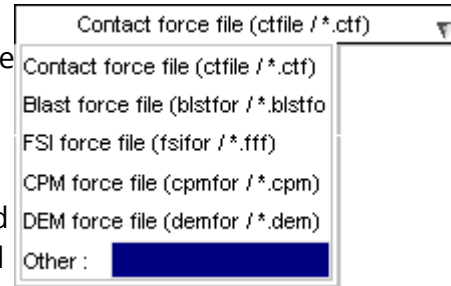 Contact force file (ctfile / *.ctf)
Contact force file (ctfile / *.ctf)
Blast force file (blstfor / *.blstfo
FSI force file (fsifor / *.fff)
CPM force file (cpmfor / *.cpm)
DEM force file (demfor / *.dem)
Other :